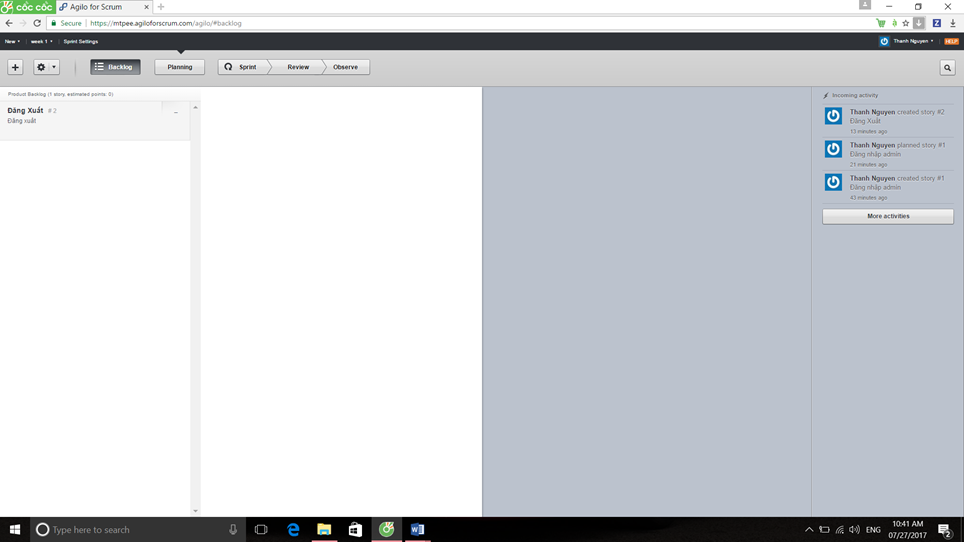 cốc cốc
Agilo for Scrum
Secure
https://mtpee.agiloforscrum.com/agilo/#backlog
New
week 1
Sprint Settings
Thanh Nguyen
HELP
Backlog
Planning
Sprint
Review
Observe
Product Backlog (1 story, estimated points: 0)
Đăng Xuất #2
Đăng xuất
Incoming activity
Thanh Nguyen created story #2
Đăng Xuất
13 minutes ago
Thanh Nguyen planned story #1
Đăng nhập admin
21 minutes ago
Thanh Nguyen created story #1
Đăng nhập admin
43 minutes ago
More activities
Type here to search
ENG
10:41 AM
07/27/2017
2